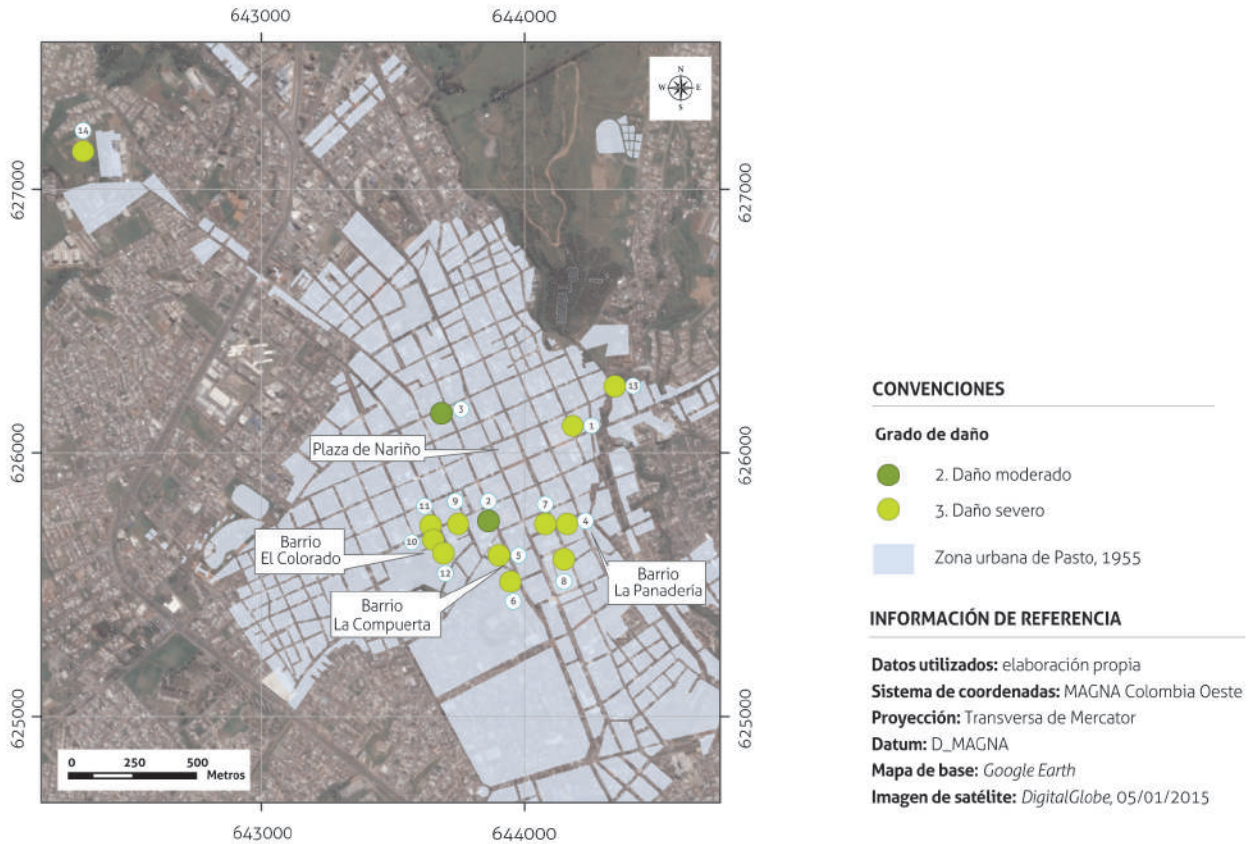 643000
644000
N
W
E
S
14
627000
627000
13
3
1
Plaza de Nariño
626000
626000
CONVENCIONES
Grado de daño
2. Daño moderado
3. Daño severo
Zona urbana de Pasto, 1955
11
9
2
7
4
10
5
12
8
6
Barrio
El Colorado
Barrio
La Compuerta
Barrio
La Panadería
INFORMACIÓN DE REFERENCIA
Datos utilizados: elaboración propia
Sistema de coordenadas: MAGNA Colombia Oeste
Proyección: Transversa de Mercator
Datum: D_MAGNA
Mapa de base: Google Earth
Imagen de satélite: DigitalGlobe, 05/01/2015
625000
625000
0
250
500
Metros
643000
644000